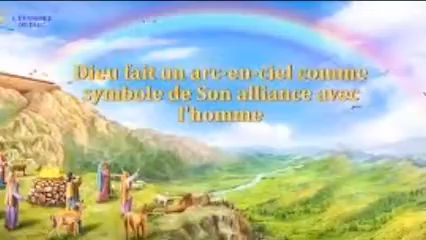 Dieu fait un arc-en-ciel comme
symbole de Son alliance avec
l'homme